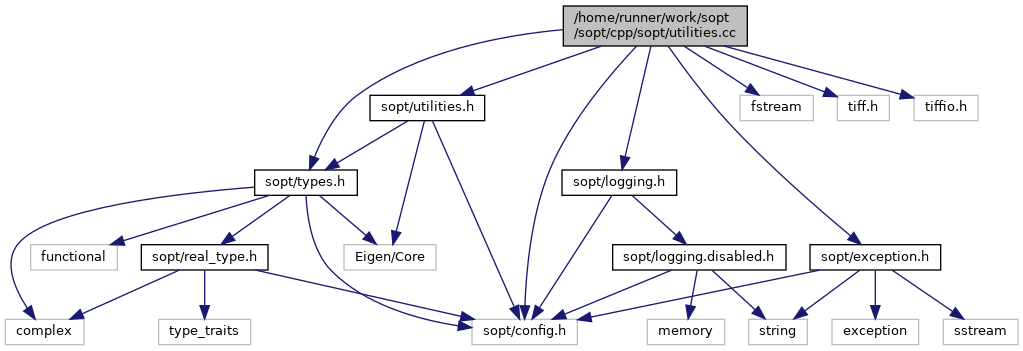 /home/runner/work/sopt
/sopt/cpp/sopt/utilities.cc
sopt/utilities.h
fstream
tiff.h
tiffio.h
sopt/types.h
sopt/logging.h
functional
sopt/real_type.h
Eigen/Core
sopt/logging.disabled.h
sopt/exception.h
complex
type_traits
sopt/config.h
memory
string
exception
sstream